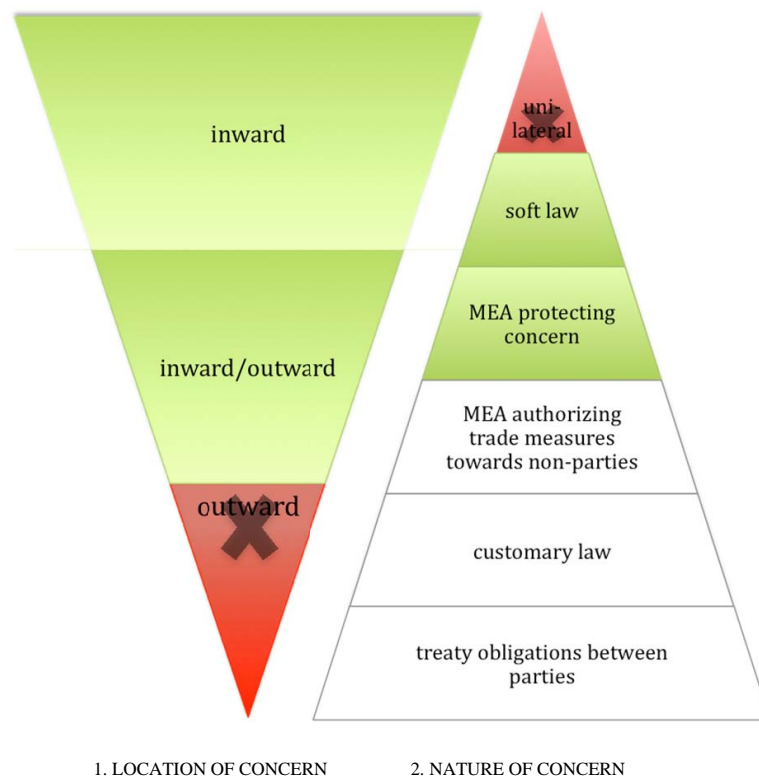 inward
inward/outward
outward
uni-
lateral
soft law
MEA protecting
concern
MEA authorizing
trade measures
towards non-parties
customary law
treaty obligations between
parties
1. LOCATION OF CONCERN
2. NATURE OF CONCERN